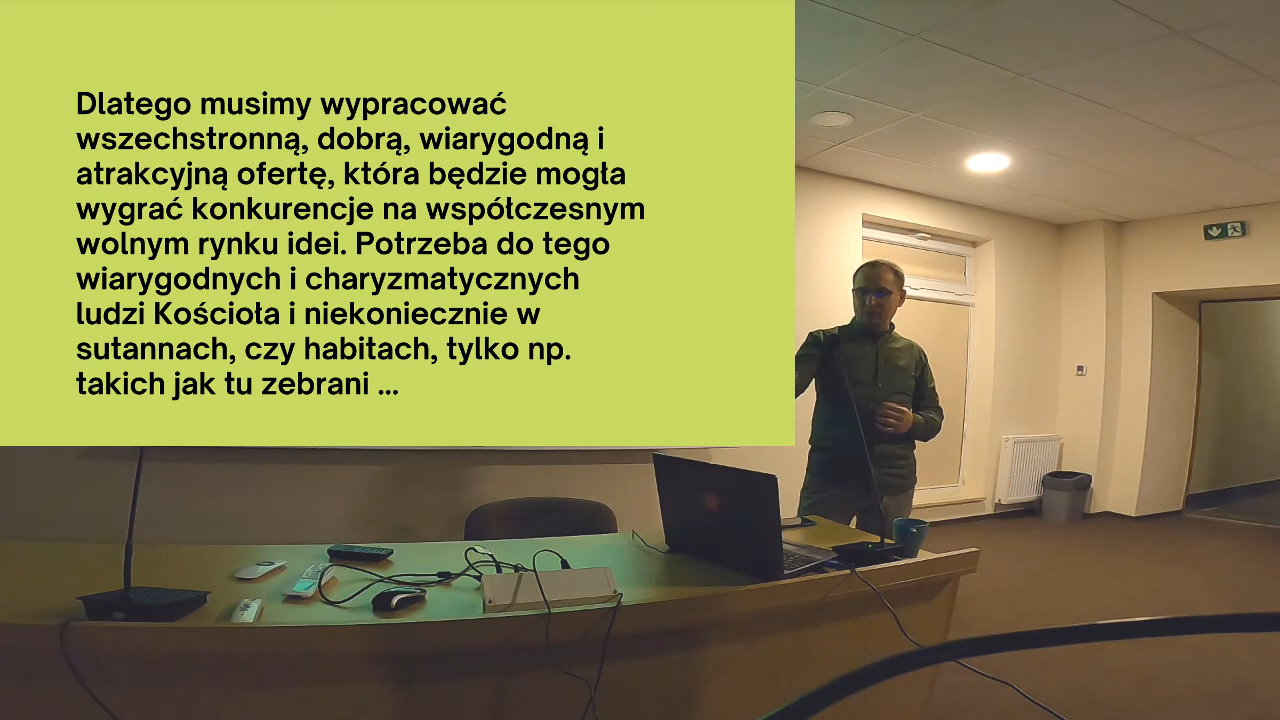 Dlatego musimy wypracować
wszechstronną, dobrą, wiarygodną i
atrakcyjną ofertę, która będzie mogła
wygrać konkurencje na współczesnym
wolnym rynku idei. Potrzeba do tego
wiarygodnych i charyzmatycznych
ludzi Kościoła i niekoniecznie w
sutannach, czy habitach, tylko np.
takich jak tu zebrani ...